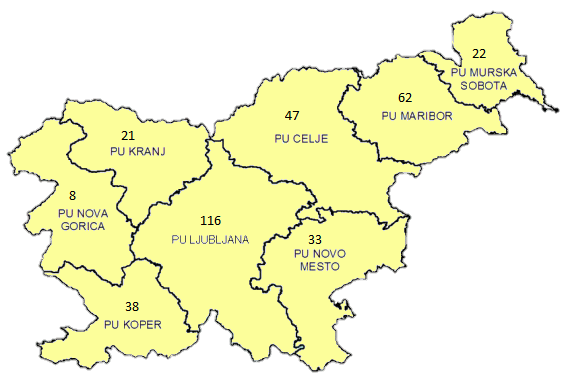 22
PU MURSKA
SOBOTA
62
PU MARIBOR
47
PU CELJE
21
PU KRANJ
8
PU NOVA
GORICA
116
PU LJUBLJANA
33
PU NOVO
MESTO
38
PU KOPER